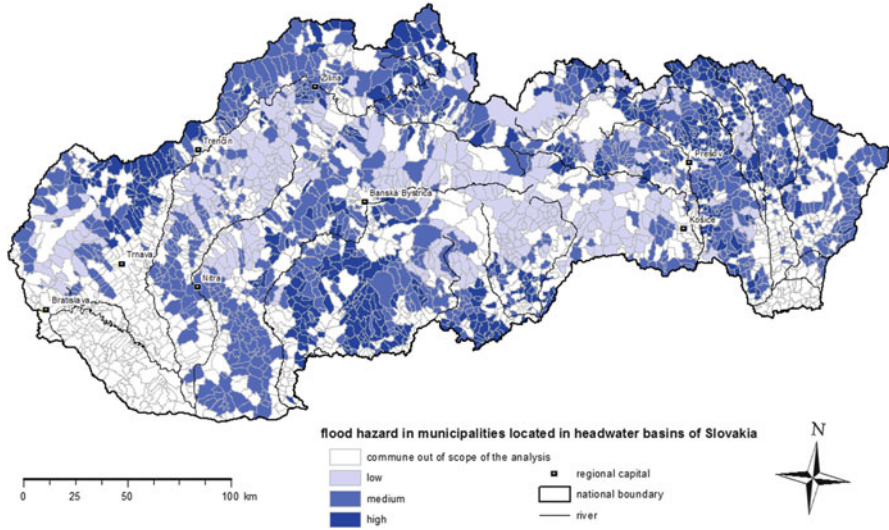 Žilina
Trenčín
Prešov
Banská Bystrica
Košice
Trnava
Nitra
Bratislava
flood hazard in municipalities located in headwater basins of Slovakia
N
commune out of scope of the analysis
low
regional capital
medium
national boundary
high
river
0 25 50 100 km